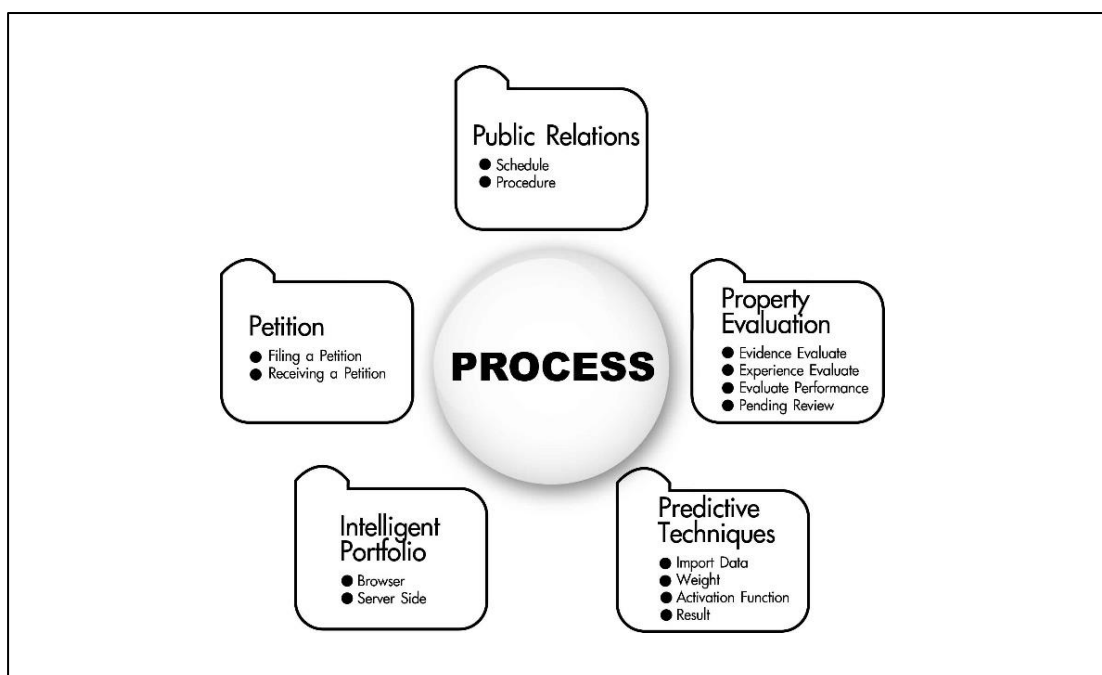 Public Relations
● Schedule
● Procedure
Petition
● Filing a Petition
● Receiving a Petition
PROCESS
Property
Evaluation
● Evidence Evaluate
● Experience Evaluate
● Evaluate Performance
● Pending Review
Intelligent
Portfolio
● Browser
● Server Side
Predictive
Techniques
● Import Data
● Weight
● Activation Function
● Result